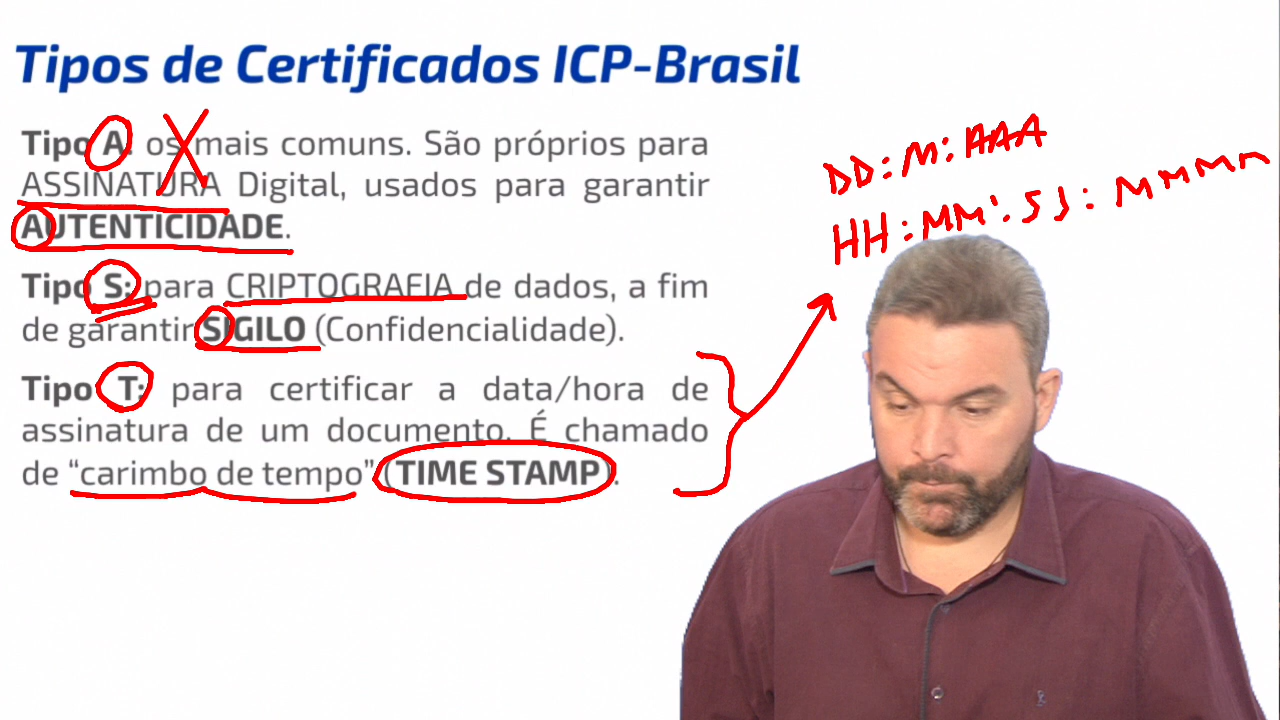 Tipos de Certificados ICP-Brasil
Tipo A: os mais comuns. São próprios para
ASSINATURA Digital, usados para garantir
AUTENTICIDADE.
Tipo S: para CRIPTOGRAFIA de dados, a fim
de garantir SIGILO (Confidencialidade).
Tipo T: para certificar a data/hora de
assinatura de um documento. É chamado
de “carimbo de tempo” (TIME STAMP).
DD:M:AAA
HH:MM:SS:MMMM